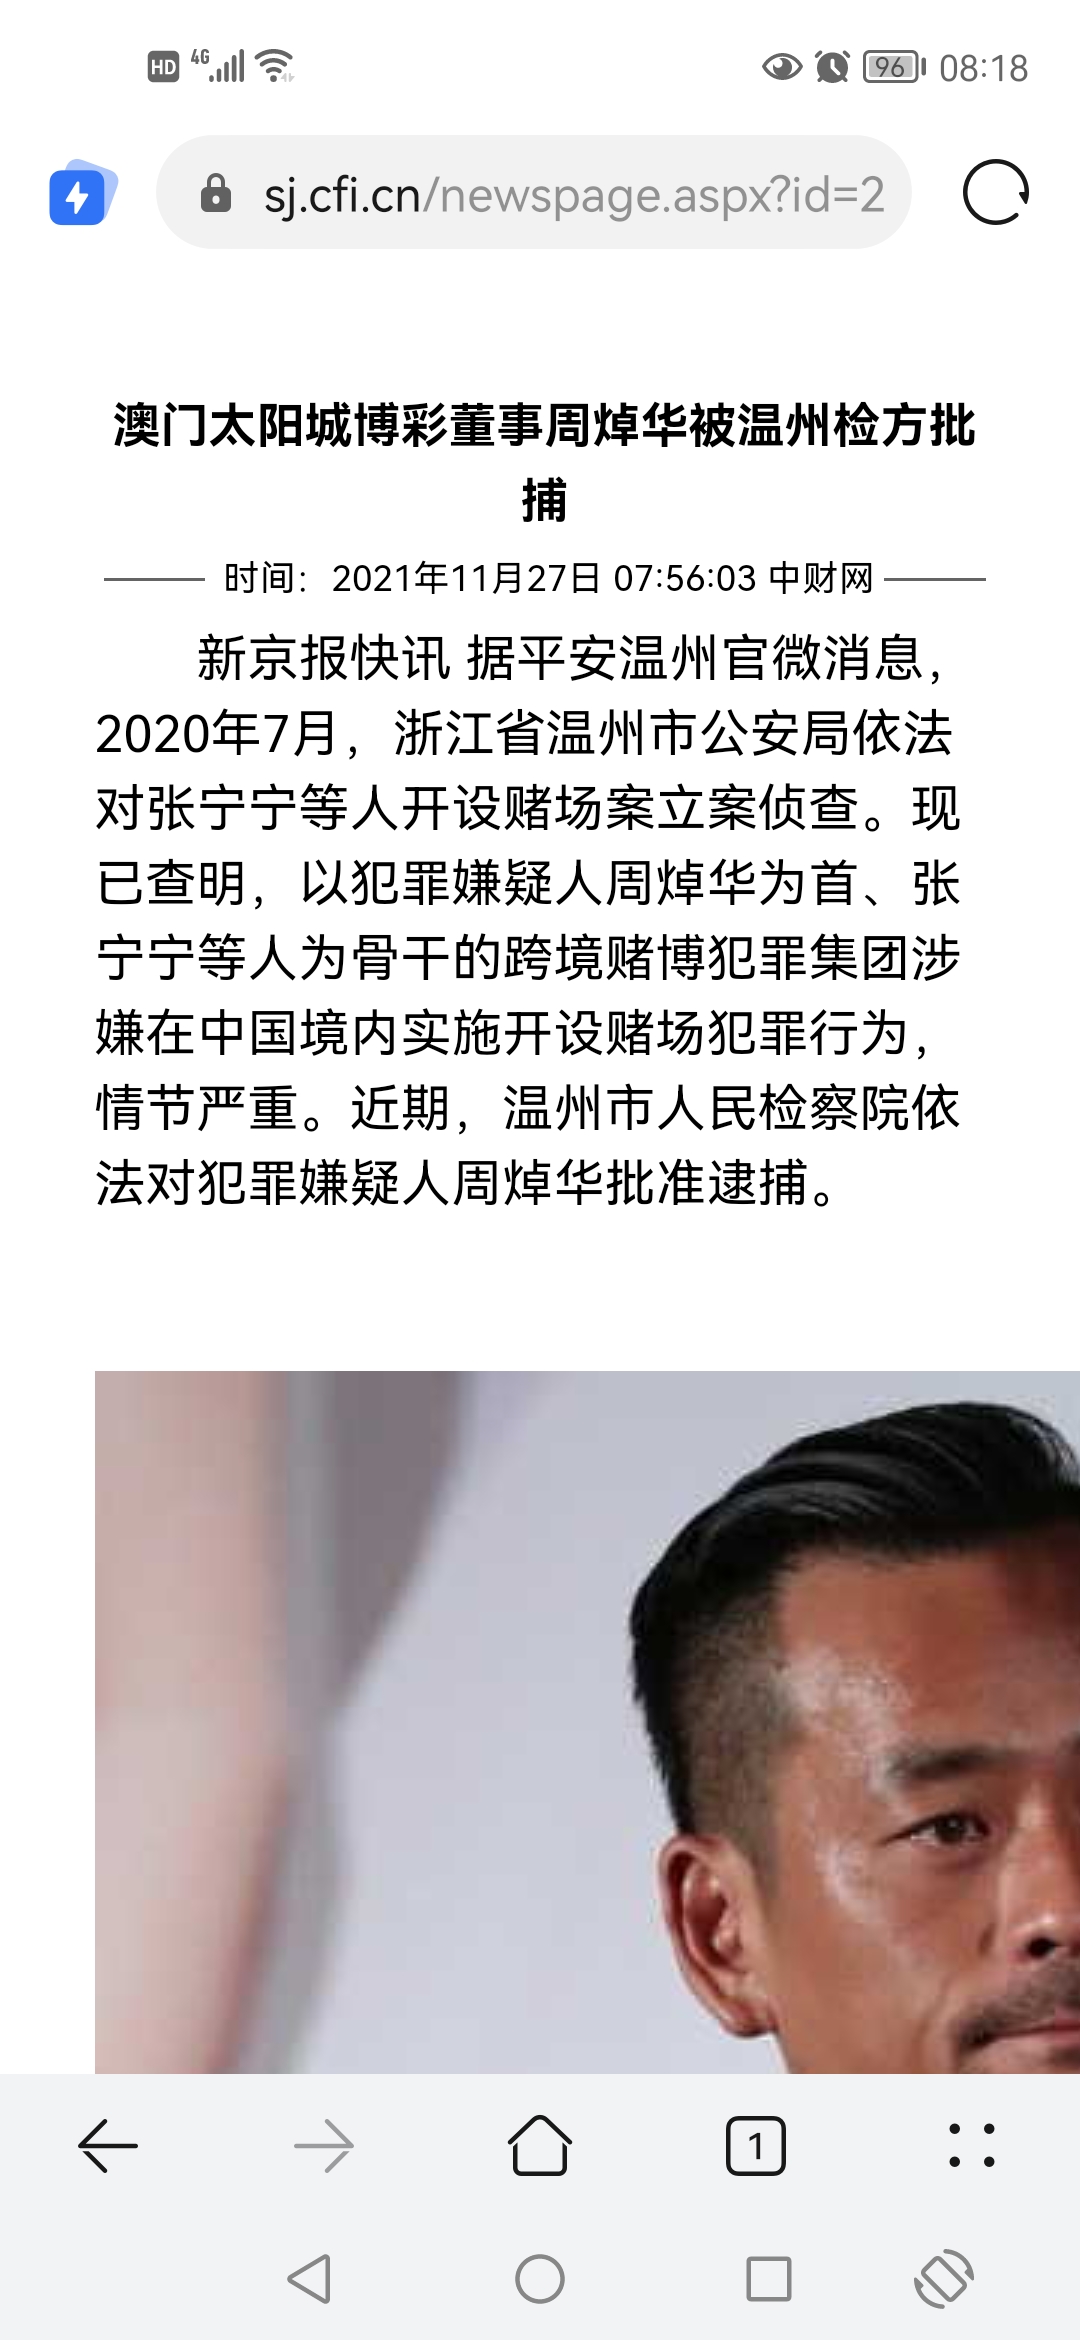 HD 4G 96 08:18
sj.cfi.cn/newspage.aspx?id=2
澳门太阳城博彩董事周焯华被温州检方批
捕
时间：2021年11月27日 07:56:03 中财网
新京报快讯 据平安温州官微消息，
2020年7月，浙江省温州市公安局依法
对张宁宁等人开设赌场案立案侦查。现
已查明，以犯罪嫌疑人周焯华为首、张
宁宁等人为骨干的跨境赌博犯罪集团涉
嫌在中国境内实施开设赌场犯罪行为，
情节严重。近期，温州市人民检察院依
法对犯罪嫌疑人周焯华批准逮捕。
1